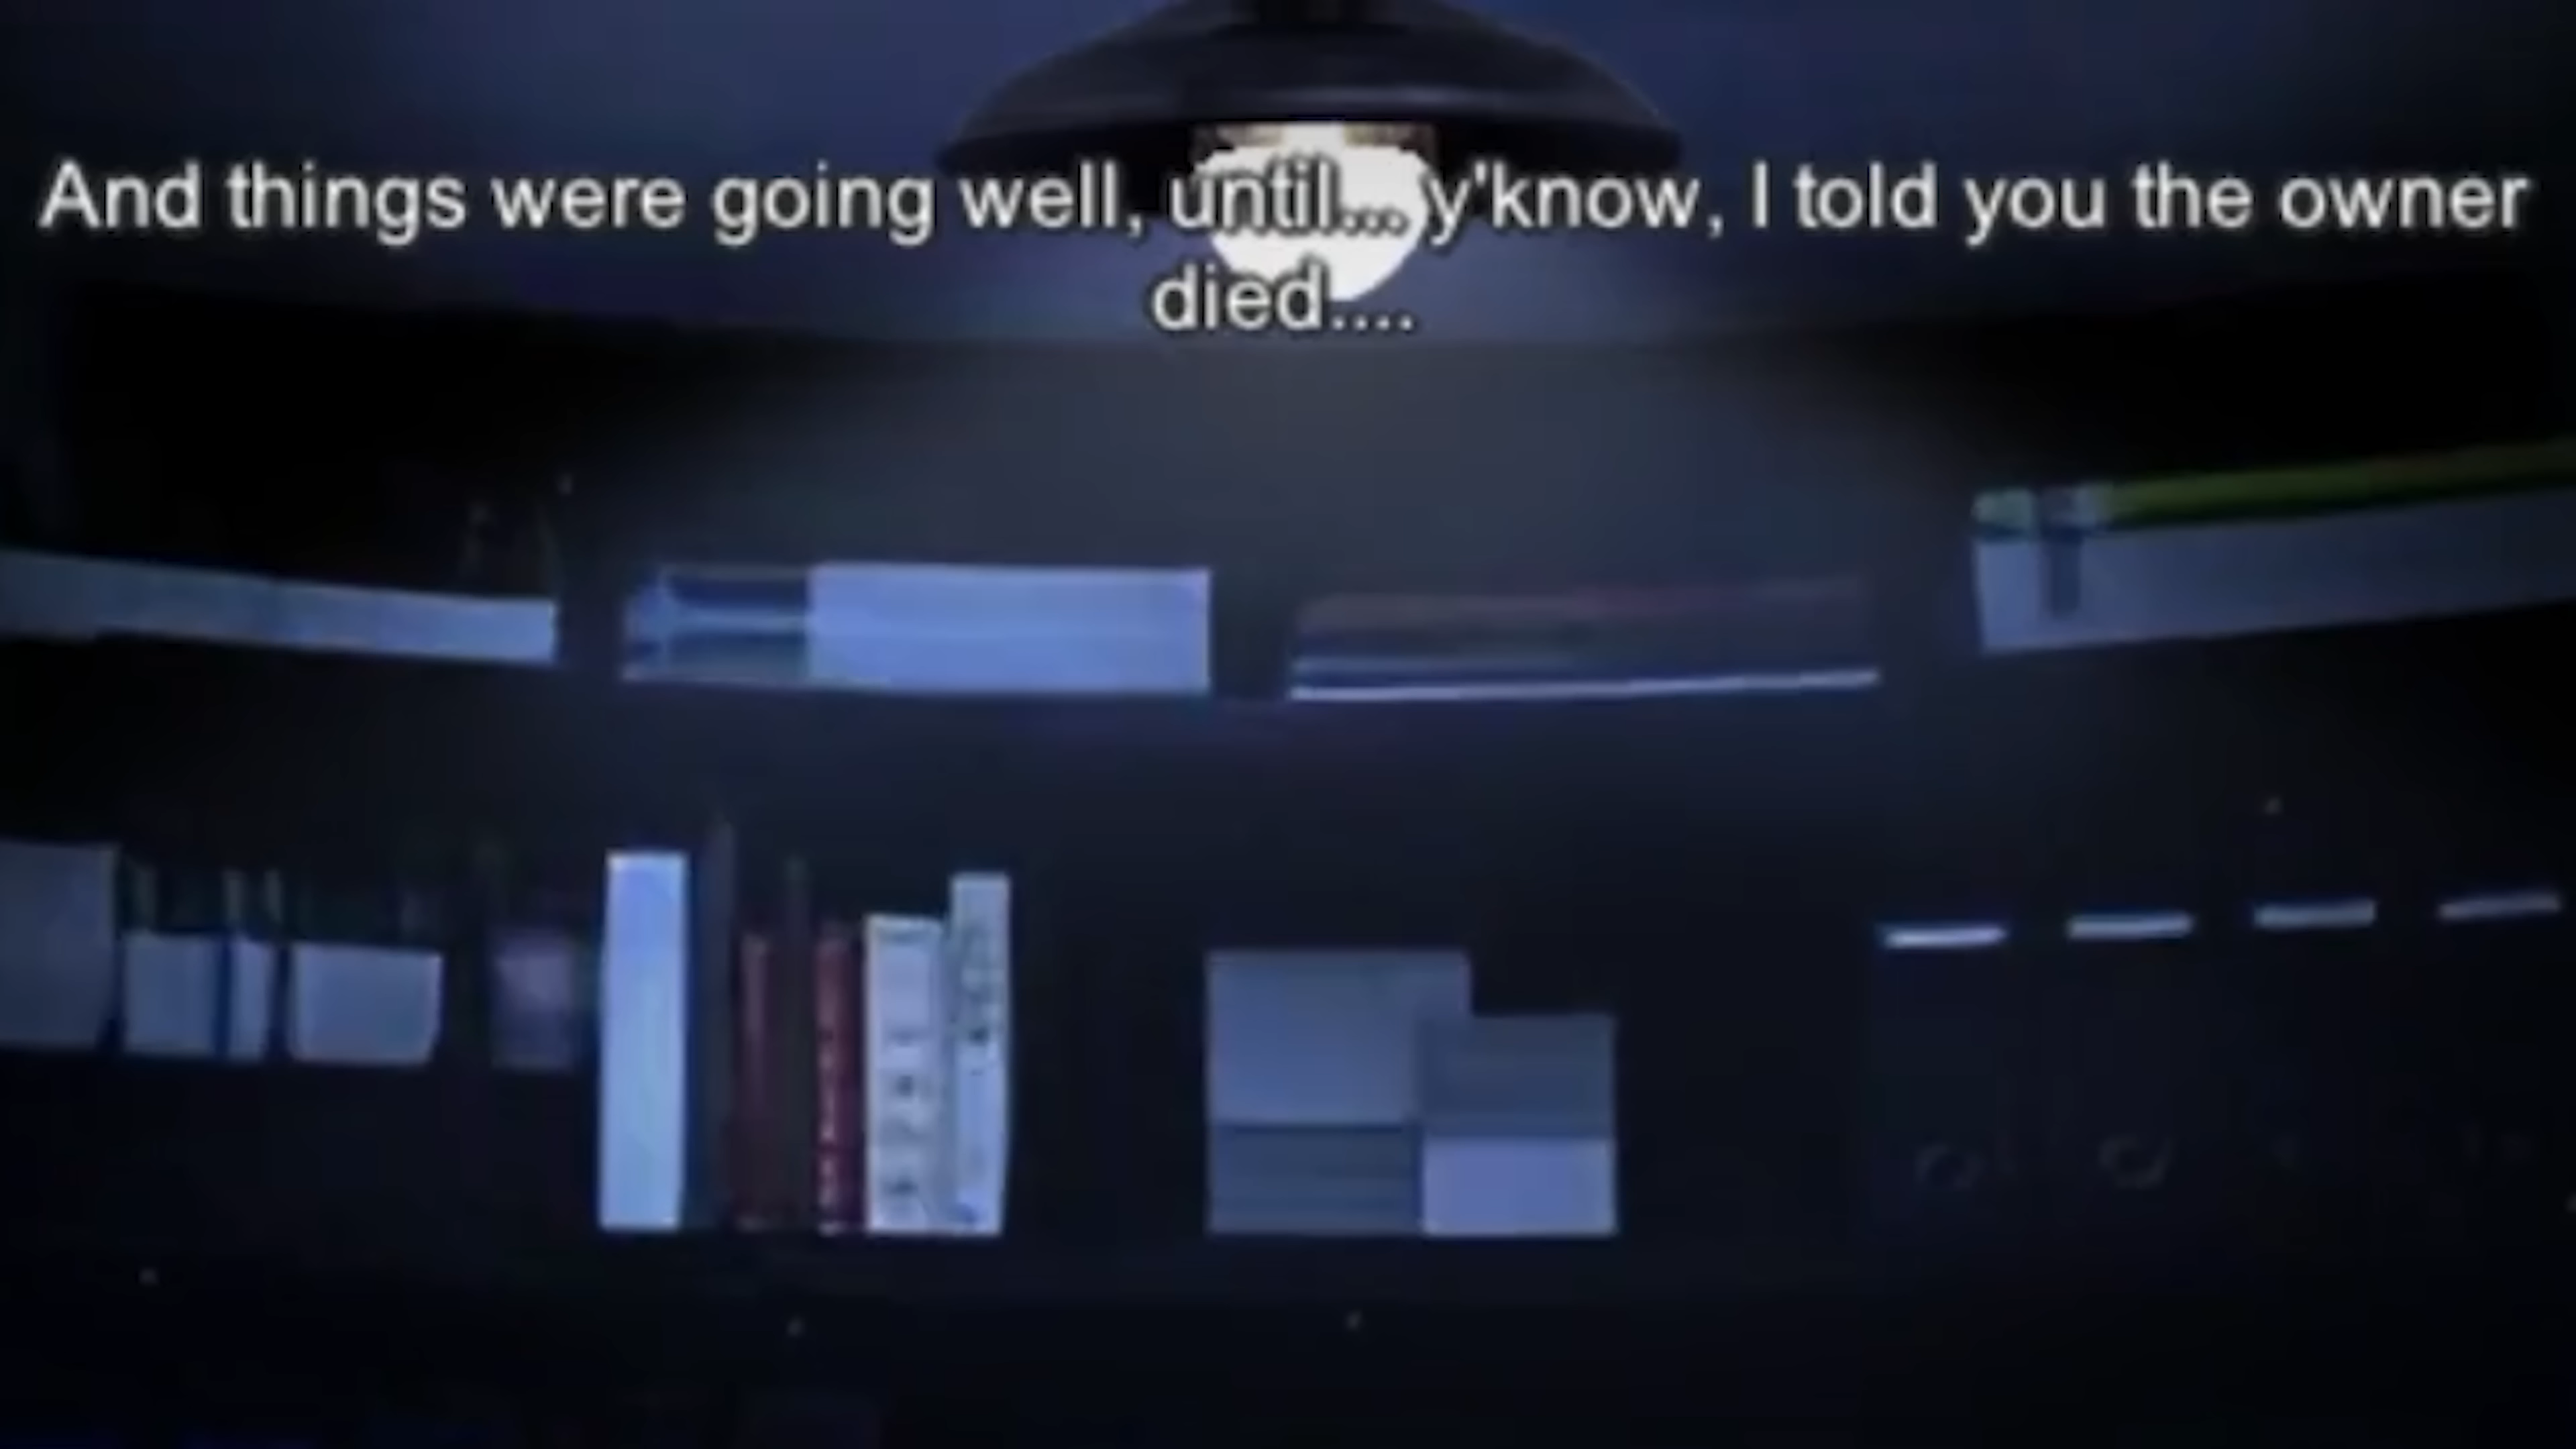 And things were going well, until... y'know, I told you the owner
died....